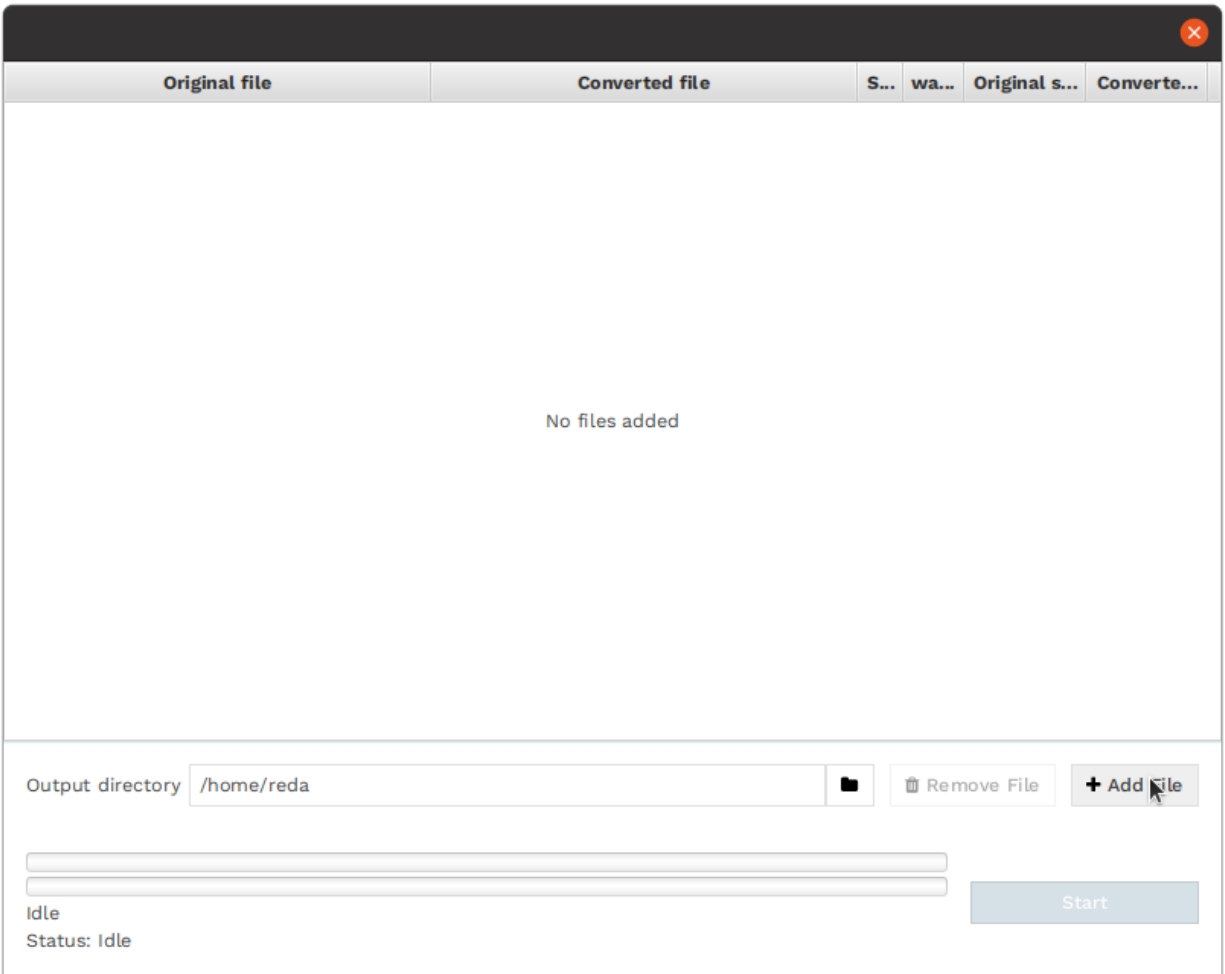 Original file Converted file S... wa... Original s... Converte...
No files added
Output directory /home/reda Remove File + Add File
Start
Idle
Status: Idle